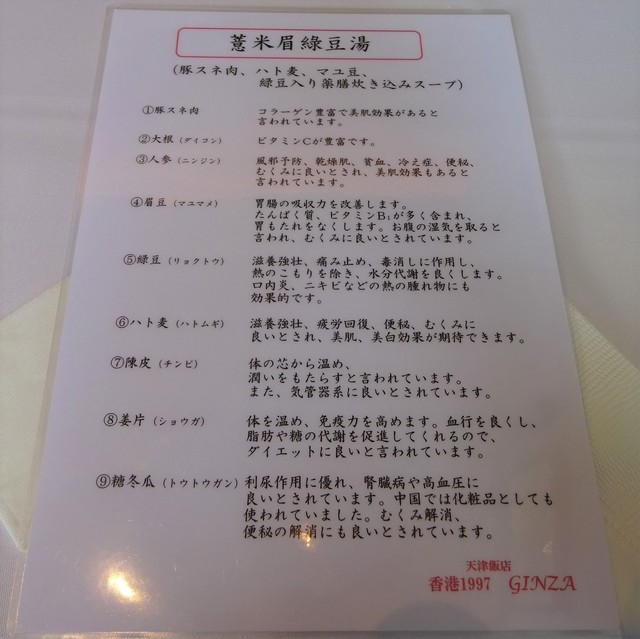 薏米眉綠豆湯
(豚スネ肉、ハト麦、マユ豆、
緑豆入り薬膳炊き込みスープ)
①豚スネ肉 コラーゲン豊富で美肌効果があると
言われています。
②大根(ダイコン) ビタミンCが豊富です。
③人参(ニンジン) 風邪予防、乾燥肌、貧血、冷え症、便秘、
むくみに良いとされ、美肌効果もあると
言われています。
④眉豆(マユマメ) 胃腸の吸収力を改善します。
たんぱく質、ビタミンB₁が多く含まれ、
胃もたれをなくします。お腹の湿気を取ると
言われ、むくみに良いとされています。
⑤緑豆(リョクトウ) 滋養強壮、痛み止め、毒消しに作用し、
熱のこもりを除き、水分代謝を良くします。
口内炎、ニキビなどの熱の腫れ物にも
効果的です。
⑥ハト麦(ハトムギ) 滋養強壮、疲労回復、便秘、むくみに
良いとされ、美肌、美白効果が期待できます。
⑦陳皮(チンピ) 体の芯から温め、
潤いをもたらすと言われています。
また、気管器系に良いとされています。
⑧姜片(ショウガ) 体を温め、免疫力を高めます。血行を良くし、
脂肪や糖の代謝を促進してくれるので、
ダイエットに良いと言われています。
⑨糖冬瓜(トウトウガン) 利尿作用に優れ、腎臓病や高血圧に
良いとされています。中国では化粧品としても
使われていました。むくみ解消、
便秘の解消にも良いとされています。
天津飯店
香港1997 GINZA